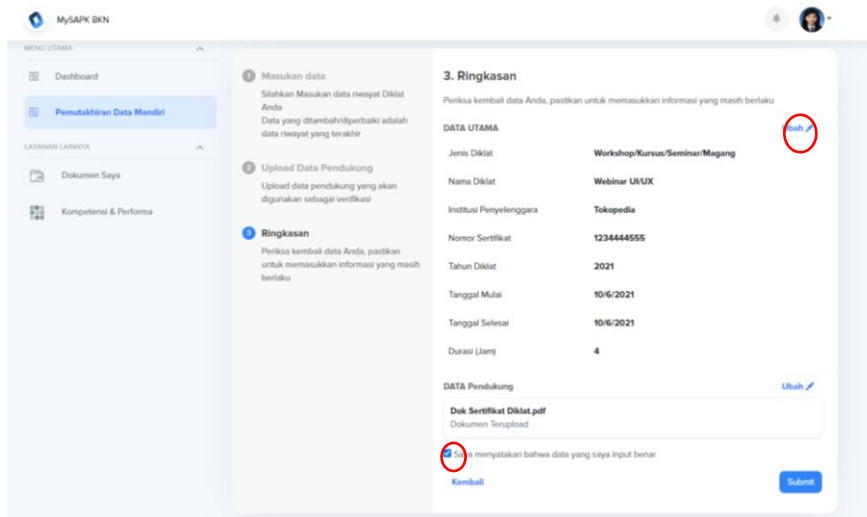 MySAPK BKN
MENU UTAMA
Dashboard
Pemutakhiran Data Mandiri
LAYANAN LAINNYA
Dokumen Saya
Kompetensi & Performa
1 Masukan data
Silahkan Masukan data riwayat Diklat
Anda
Data yang ditambah/diperbaiki adalah
data riwayat yang terakhir
2 Upload Data Pendukung
Upload data pendukung yang akan
digunakan sebagai verifikasi
3 Ringkasan
Periksa kembali data Anda, pastikan
untuk memasukkan informasi yang masih
berlaku
3. Ringkasan
Periksa kembali data Anda, pastikan untuk memasukkan informasi yang masih berlaku
DATA UTAMA Ubah
Jenis Diklat Workshop/Kursus/Seminar/Magang
Nama Diklat Webinar UI/UX
Institusi Penyelenggara Tokopedia
Nomor Sertifikat 1234444555
Tahun Diklat 2021
Tanggal Mulai 10/6/2021
Tanggal Selesai 10/6/2021
Durasi (Jam) 4
DATA Pendukung Ubah
Dok Sertifikat Diklat.pdf
Dokumen Terupload
Saya menyatakan bahwa data yang saya input benar
Kembali Submit